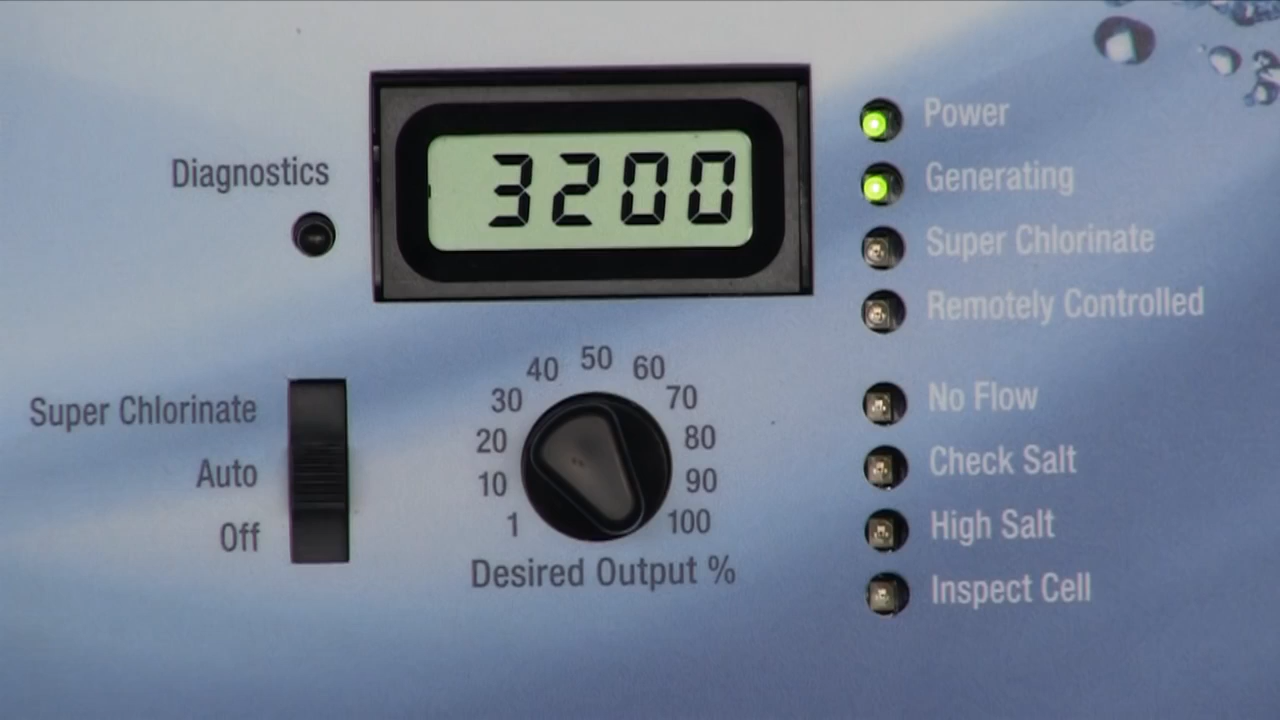 Diagnostics
3200
Power
Generating
Super Chlorinate
Remotely Controlled
Super Chlorinate
Auto
Off
1
10
20
30
40
50
60
70
80
90
100
Desired Output %
No Flow
Check Salt
High Salt
Inspect Cell